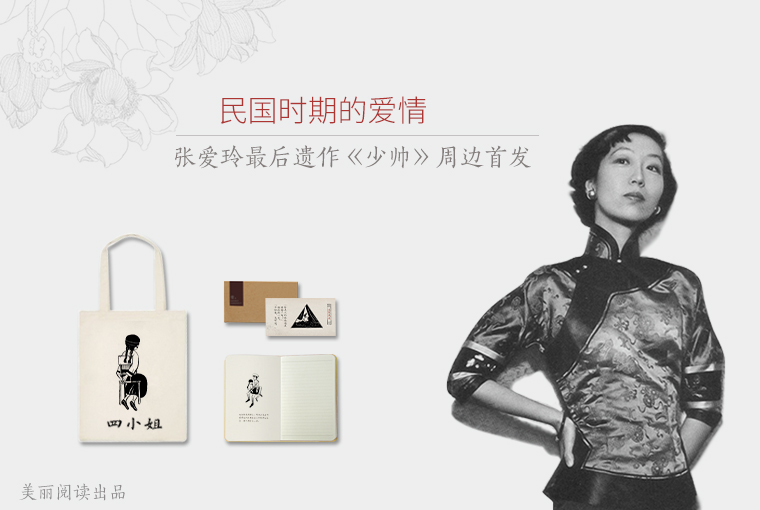 民国时期的爱情
张爱玲最后遗作《少帅》周边首发
四小姐
美丽阅读出品